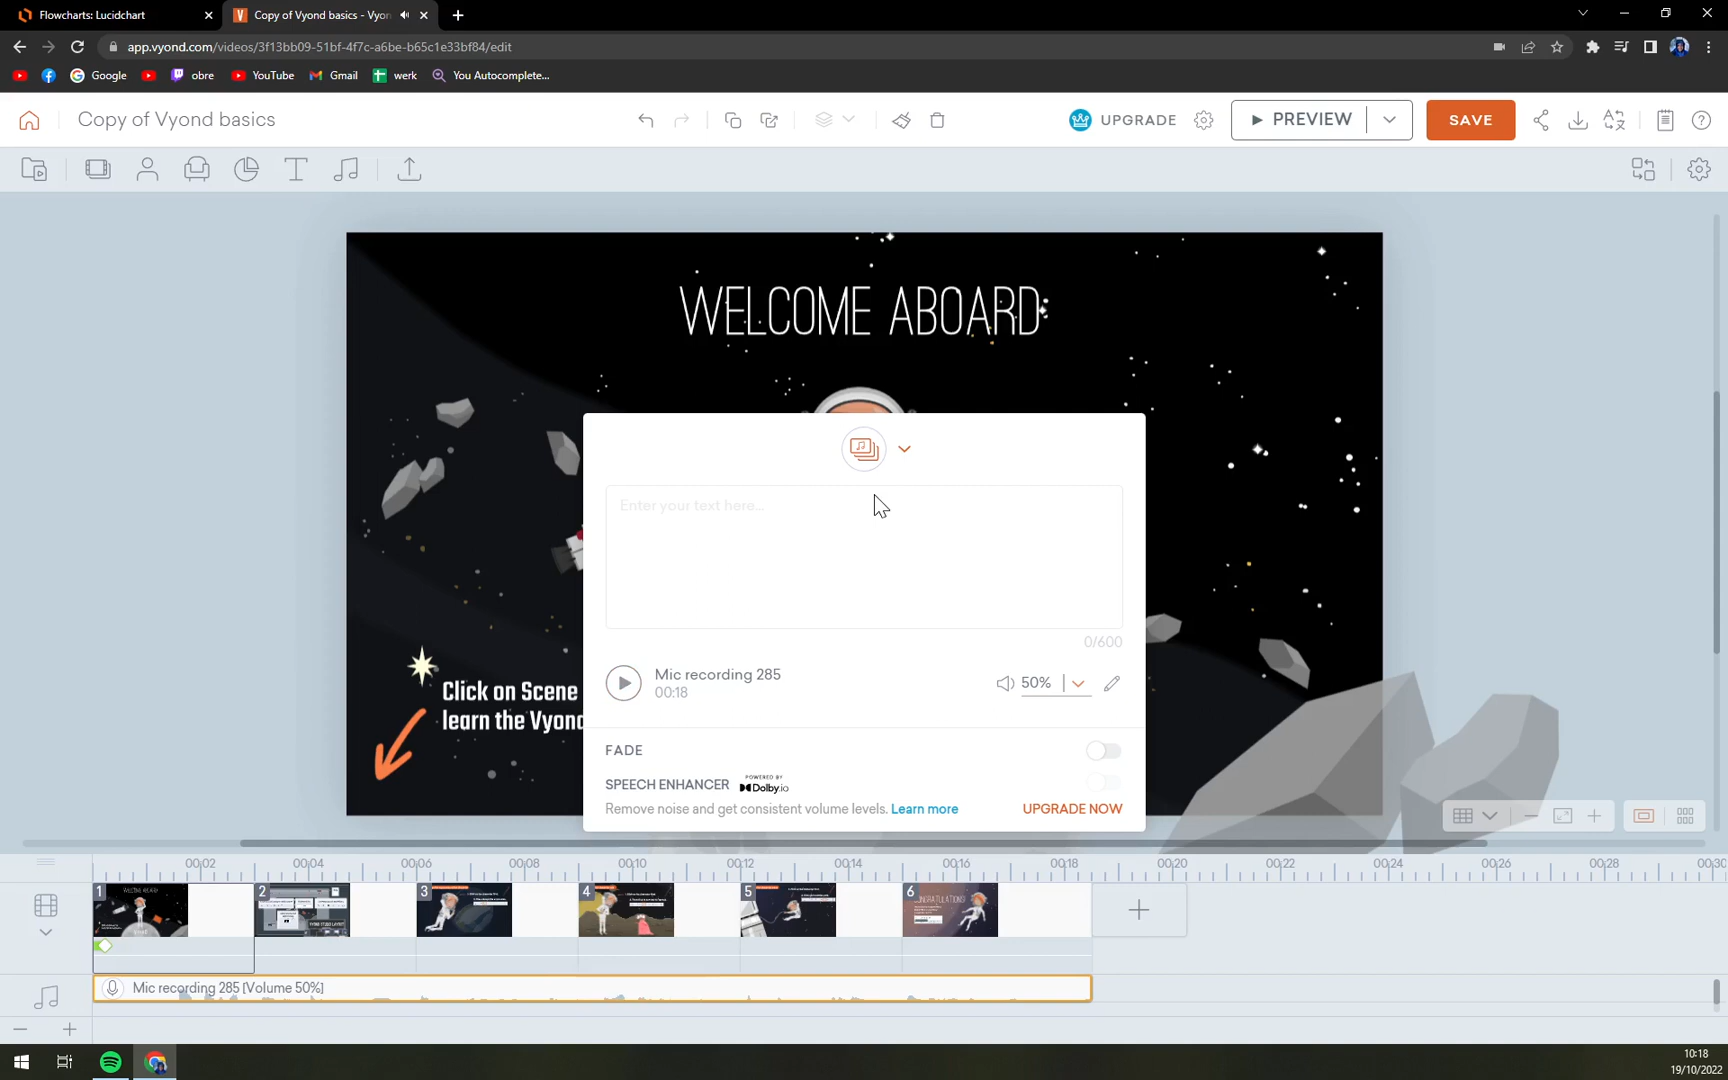 Flowcharts: Lucidchart
Copy of Vyond basics - Vyon
app.vyond.com/videos/3f13bb09-51bf-4f7c-a6be-b65c1e33bf84/edit
Google
obre
YouTube
Gmail
werk
You Autocomplete...
Copy of Vyond basics
UPGRADE
PREVIEW
SAVE
WELCOME ABOARD
Enter your text here...
0/600
Mic recording 285
00:18
50%
Click on Scene
learn the Vyond
FADE
SPEECH ENHANCER POWERED BY Dolby.io
Remove noise and get consistent volume levels. Learn more
UPGRADE NOW
00:02 00:04 00:06 00:08 00:10 00:12 00:14 00:16 00:18 00:20 00:22 00:24 00:26 00:28 00:30
1 2 3 4 5 6
WELCOME ABOARD
Mic recording 285 [Volume 50%]
10:18
19/10/2022